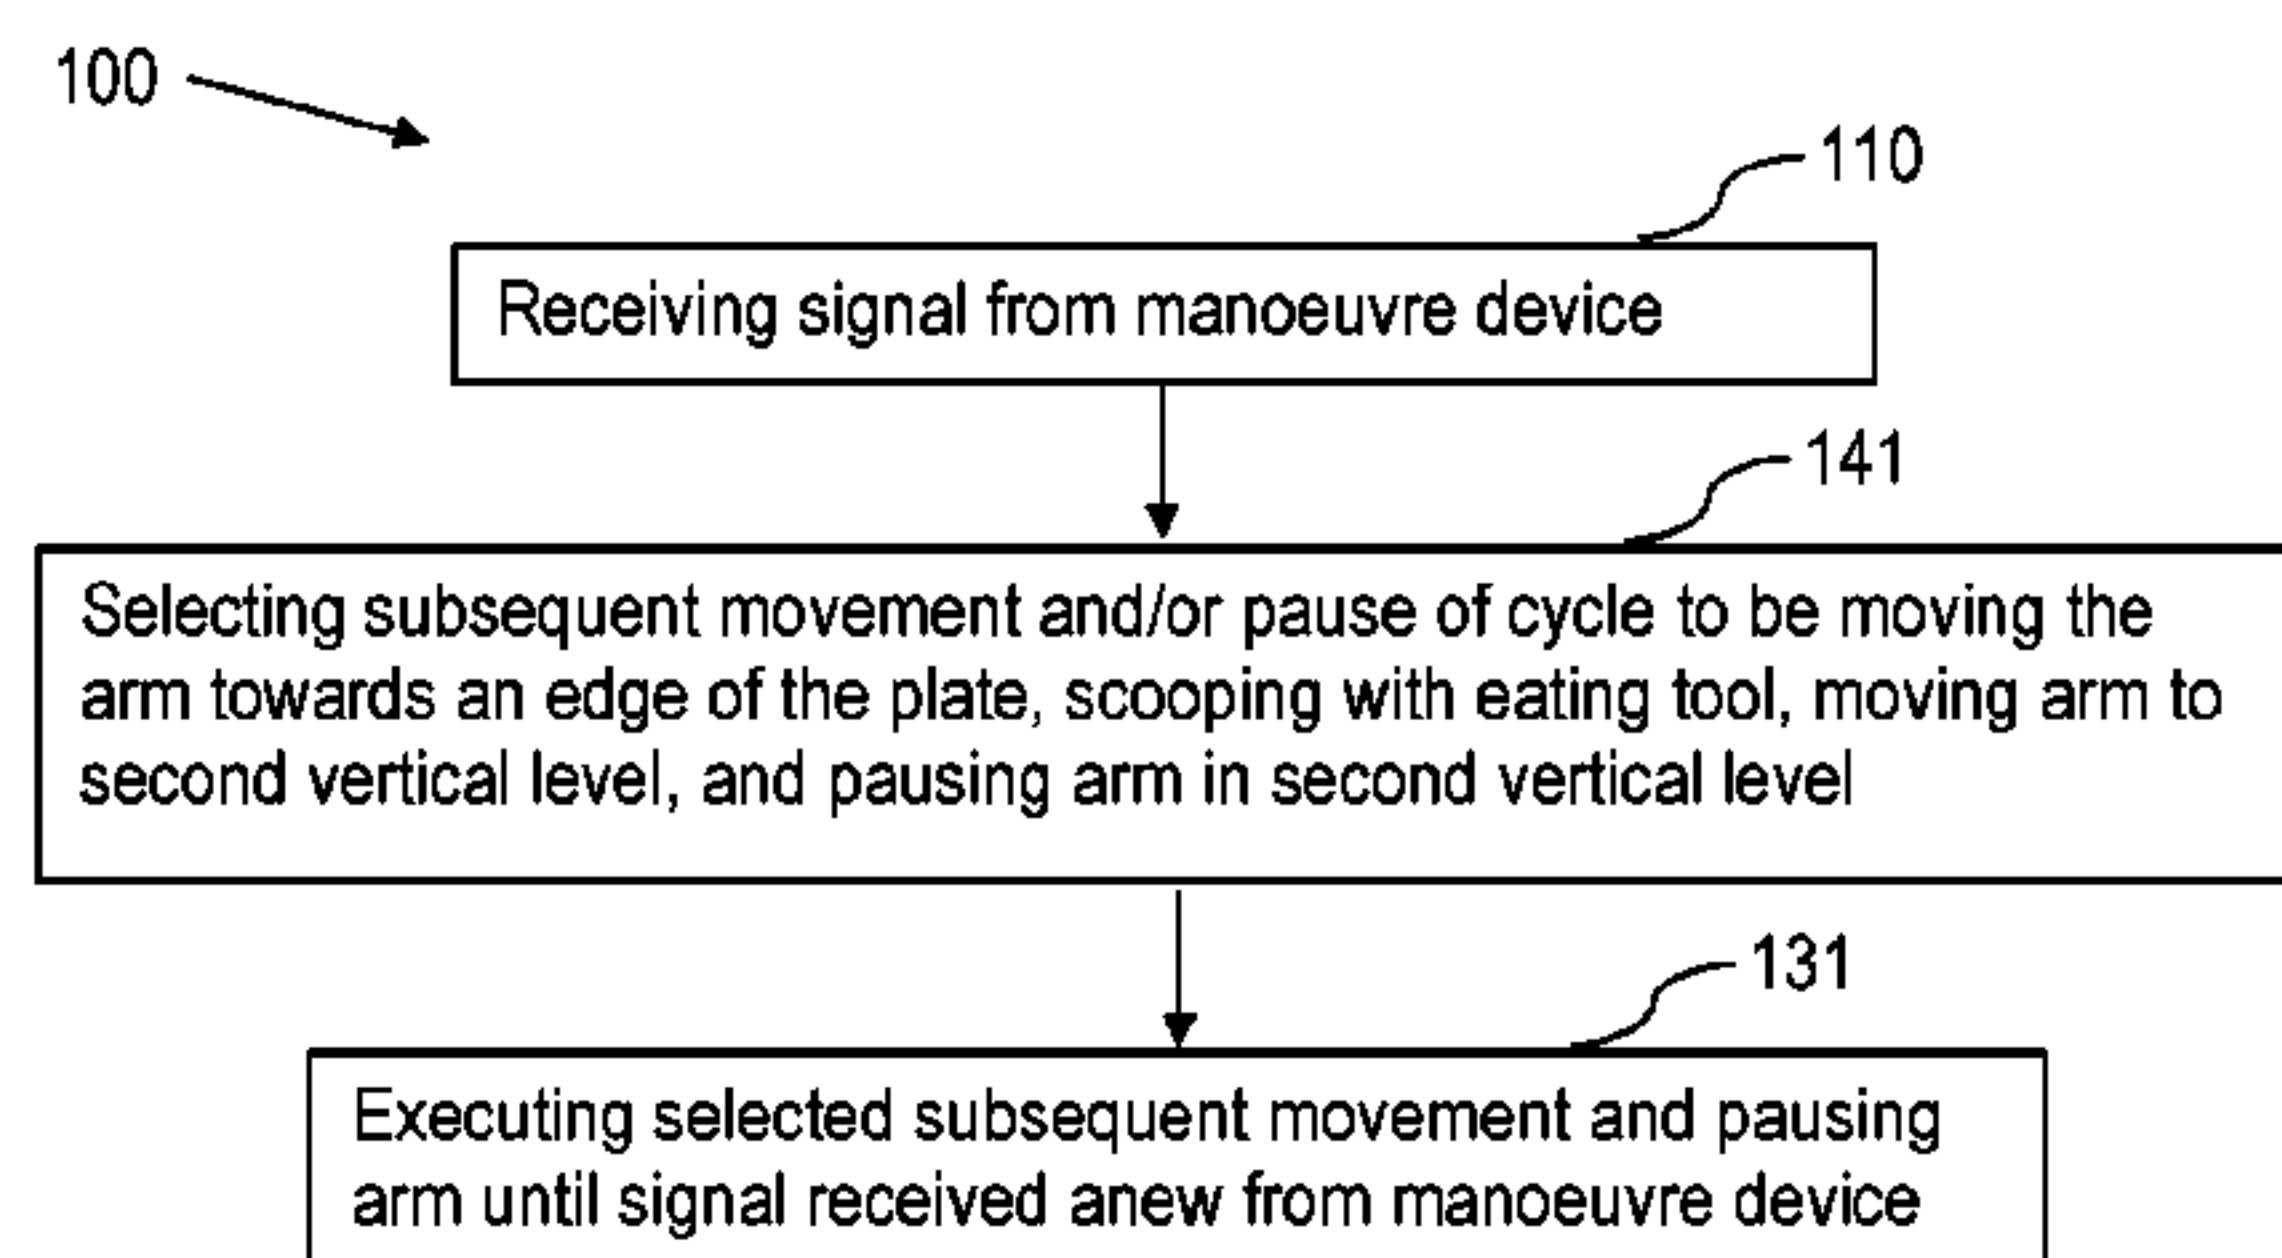 100
110
Receiving signal from manoeuvre device
141
Selecting subsequent movement and/or pause of cycle to be moving the
arm towards an edge of the plate, scooping with eating tool, moving arm to
second vertical level, and pausing arm in second vertical level
131
Executing selected subsequent movement and pausing
arm until signal received anew from manoeuvre device